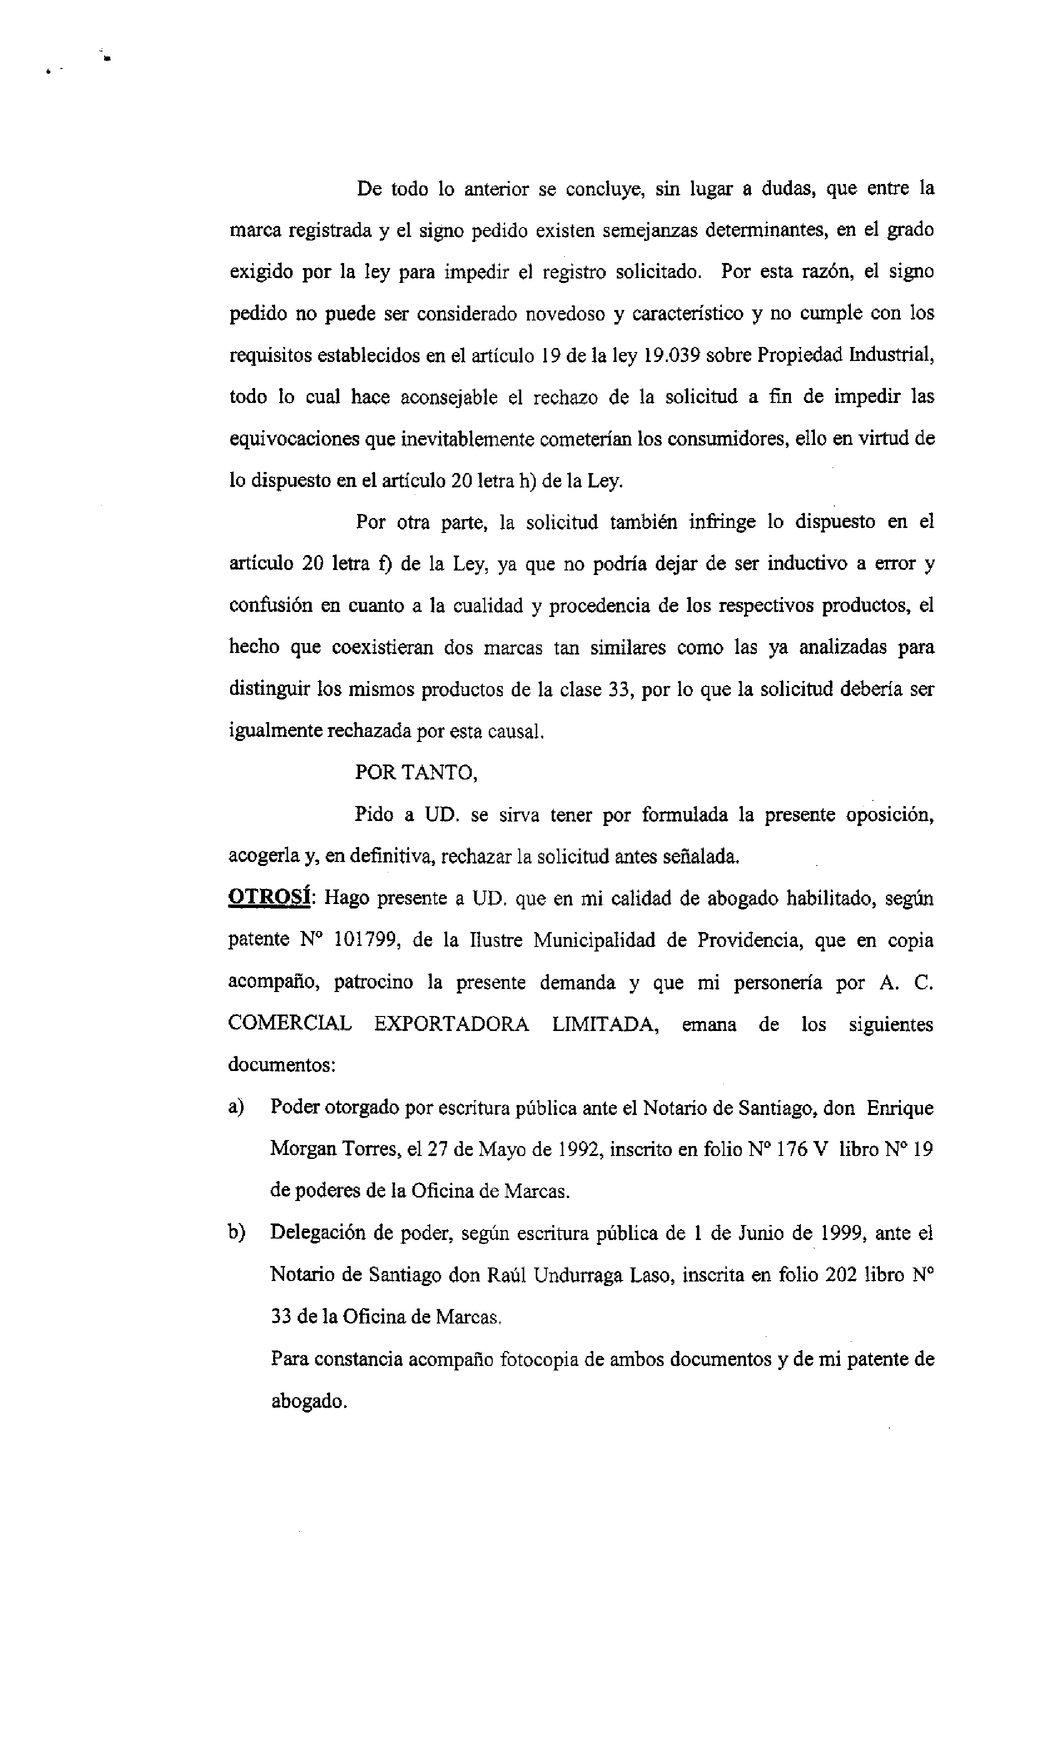 De todo lo anterior se concluye, sin lugar a dudas, que entre la
marca registrada y el signo pedido existen semejanzas determinantes, en el grado
exigido por la ley para impedir el registro solicitado. Por esta razón, el signo
pedido no puede ser considerado novedoso y característico y no cumple con los
requisitos establecidos en el artículo 19 de la ley 19.039 sobre Propiedad Industrial,
todo lo cual hace aconsejable el rechazo de la solicitud a fin de impedir las
equivocaciones que inevitablemente cometerían los consumidores, ello en virtud de
lo dispuesto en el artículo 20 letra h) de la Ley.
Por otra parte, la solicitud también infringe lo dispuesto en el
artículo 20 letra f) de la Ley, ya que no podría dejar de ser inductivo a error y
confusión en cuanto a la cualidad y procedencia de los respectivos productos, el
hecho que coexistieran dos marcas tan similares como las ya analizadas para
distinguir los mismos productos de la clase 33, por lo que la solicitud debería ser
igualmente rechazada por esta causal.
POR TANTO,
Pido a UD. se sirva tener por formulada la presente oposición,
acogerla y, en definitiva, rechazar la solicitud antes señalada.
OTROSÍ: Hago presente a UD. que en mi calidad de abogado habilitado, según
patente Nº 101799, de la Ilustre Municipalidad de Providencia, que en copia
acompaño, patrocino la presente demanda y que mi personería por A. C.
COMERCIAL EXPORTADORA LIMITADA, emana de los siguientes
documentos:
a) Poder otorgado por escritura pública ante el Notario de Santiago, don Enrique
Morgan Torres, el 27 de Mayo de 1992, inscrito en folio Nº 176 V libro Nº 19
de poderes de la Oficina de Marcas.
b) Delegación de poder, según escritura pública de 1 de Junio de 1999, ante el
Notario de Santiago don Raúl Undurraga Laso, inscrita en folio 202 libro Nº
33 de la Oficina de Marcas.
Para constancia acompaño fotocopia de ambos documentos y de mi patente de
abogado.